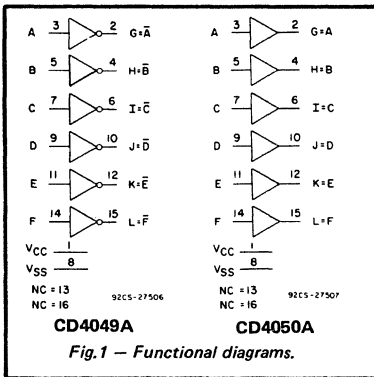 A 3 2 G=A̅
B 5 4 H=B̅
C 7 6 I=C̅
D 9 10 J=D̅
E 11 12 K=E̅
F 14 15 L=F̅
VCC 1
VSS 8
NC = 13
NC = 16
92CS-27506
CD4049A
A 3 2 G=A
B 5 4 H=B
C 7 6 I=C
D 9 10 J=D
E 11 12 K=E
F 14 15 L=F
VCC 1
VSS 8
NC = 13
NC = 16
92CS-27507
CD4050A
Fig. 1 — Functional diagrams.